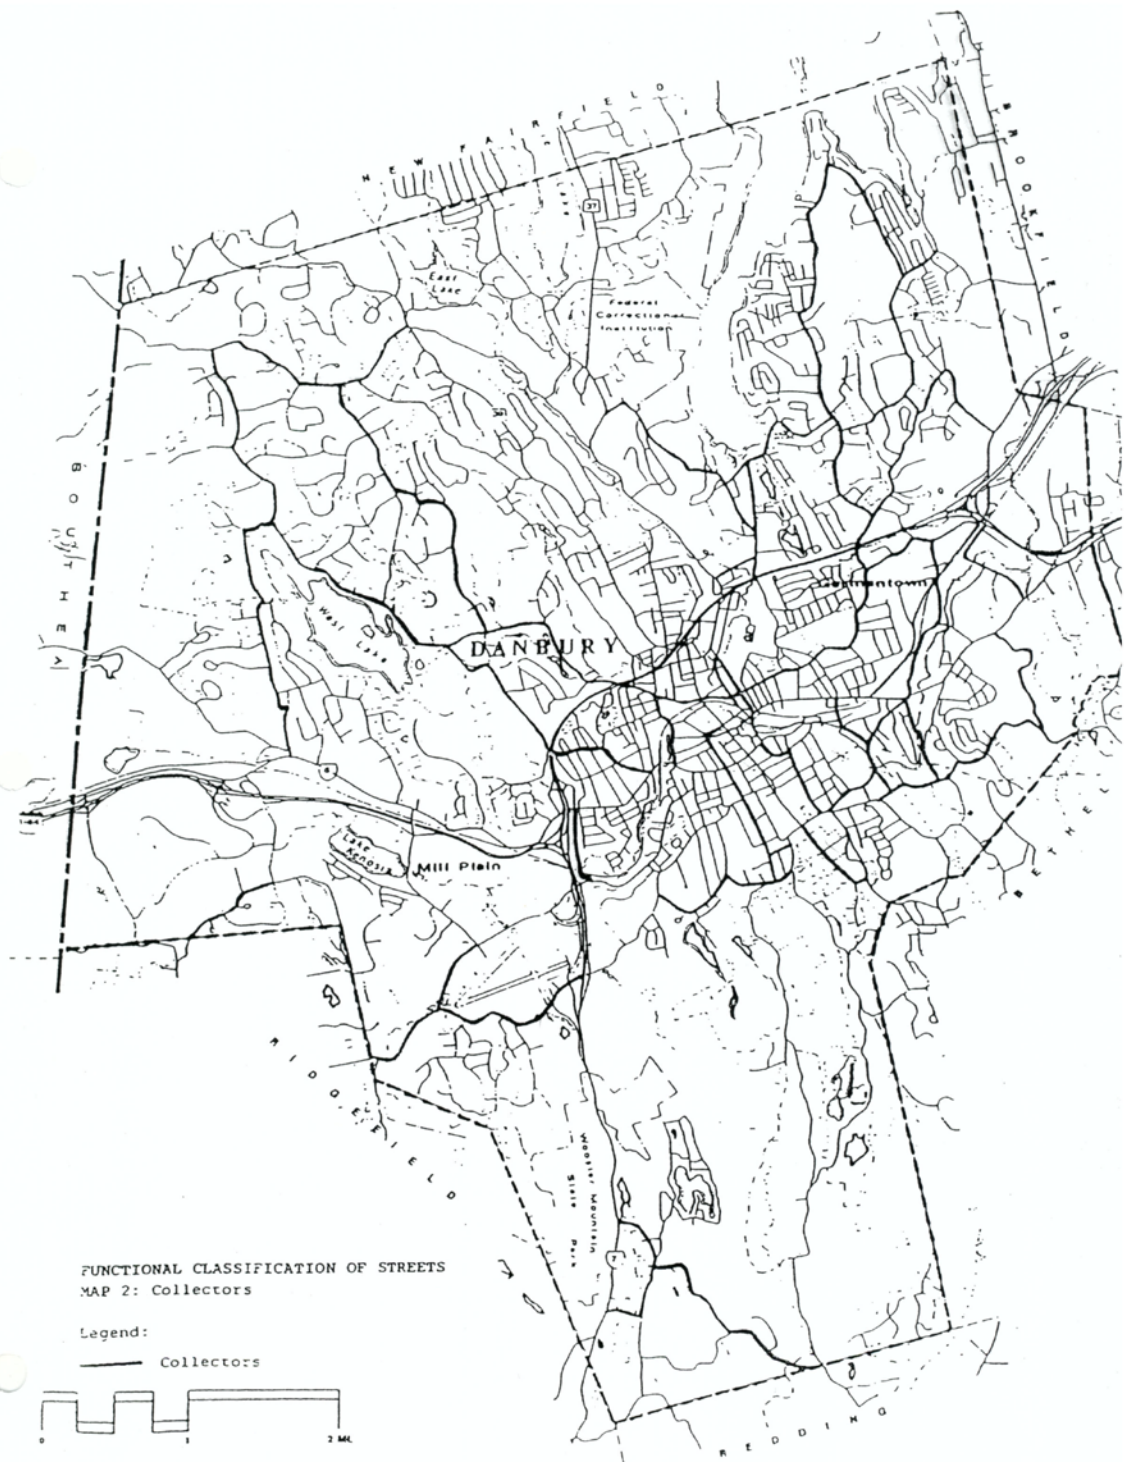 NEW FAIRFIELD
BROOKFIELD
37
East
Lake
Federal
Correctional
Institution
Germantown
West
Lake
DANBURY
6
Lake
Kenosia
Mill Plain
BETHEL
RIDGEFIELD
Wooster Mountain
State Park
7
FUNCTIONAL CLASSIFICATION OF STREETS
MAP 2: Collectors
Legend:
Collectors
0 1 2 MI.
REDDING